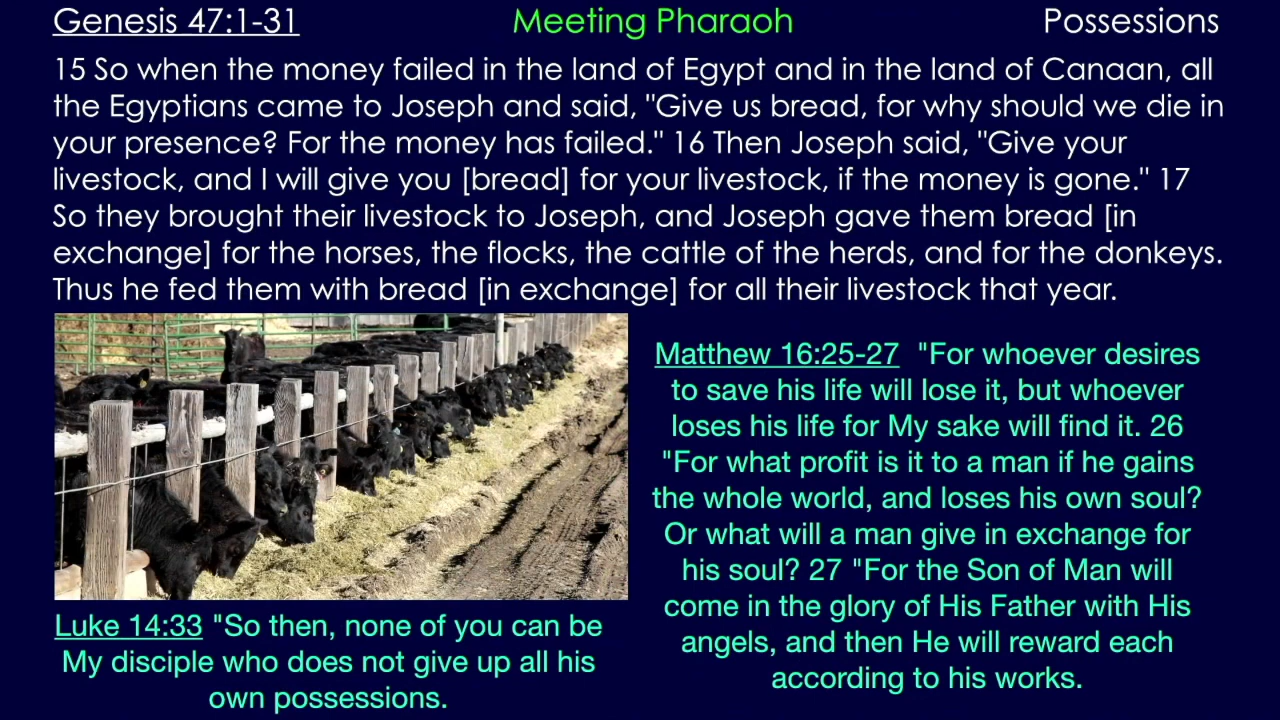 Genesis 47:1-31 Meeting Pharaoh Possessions
15 So when the money failed in the land of Egypt and in the land of Canaan, all
the Egyptians came to Joseph and said, "Give us bread, for why should we die in
your presence? For the money has failed." 16 Then Joseph said, "Give your
livestock, and I will give you [bread] for your livestock, if the money is gone." 17
So they brought their livestock to Joseph, and Joseph gave them bread [in
exchange] for the horses, the flocks, the cattle of the herds, and for the donkeys.
Thus he fed them with bread [in exchange] for all their livestock that year.
Luke 14:33 "So then, none of you can be
My disciple who does not give up all his
own possessions.
Matthew 16:25-27 "For whoever desires
to save his life will lose it, but whoever
loses his life for My sake will find it. 26
"For what profit is it to a man if he gains
the whole world, and loses his own soul?
Or what will a man give in exchange for
his soul? 27 "For the Son of Man will
come in the glory of His Father with His
angels, and then He will reward each
according to his works.